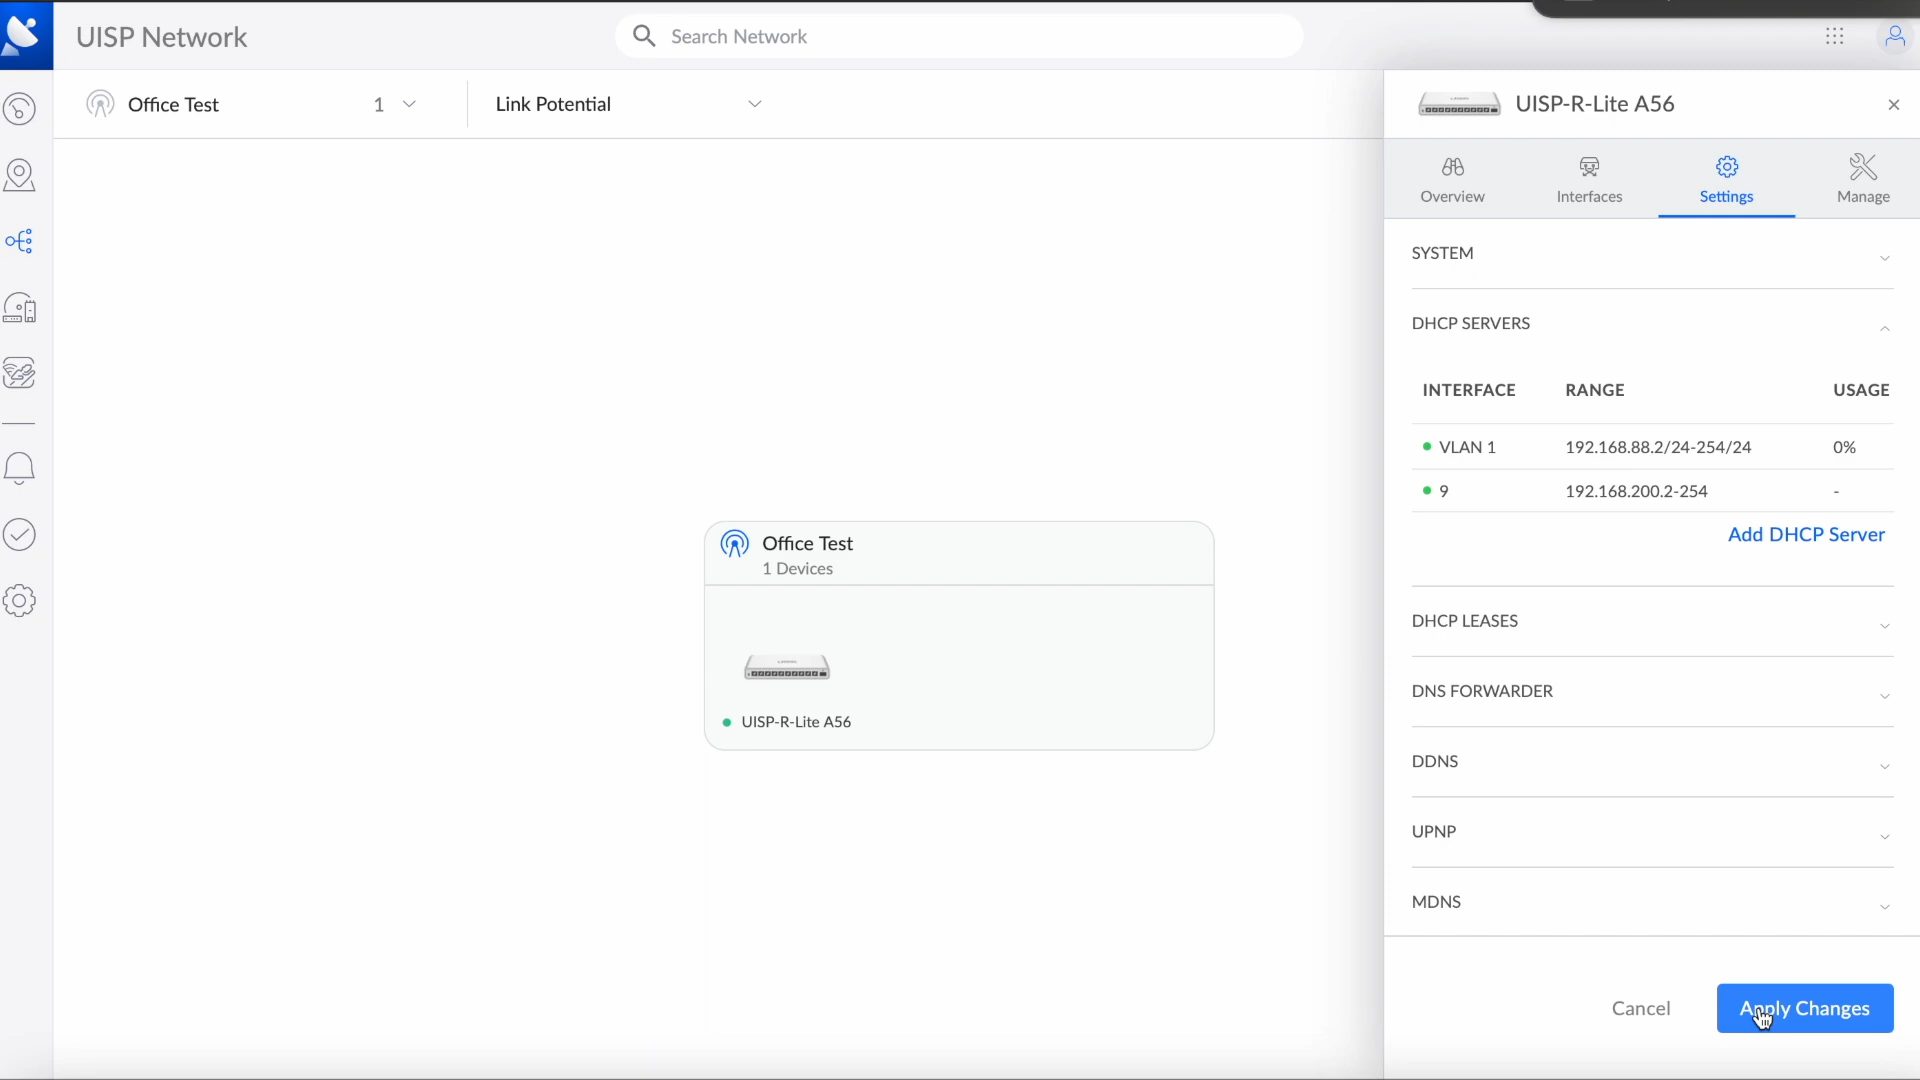 UISP Network
Search Network
Office Test
1
Link Potential
UISP-R-Lite A56
Overview
Interfaces
Settings
Manage
SYSTEM
DHCP SERVERS
INTERFACE RANGE USAGE
VLAN 1 192.168.88.2/24-254/24 0%
9 192.168.200.2-254 -
Add DHCP Server
Office Test
1 Devices
UISP-R-Lite A56
DHCP LEASES
DNS FORWARDER
DDNS
UPNP
MDNS
Cancel
Apply Changes